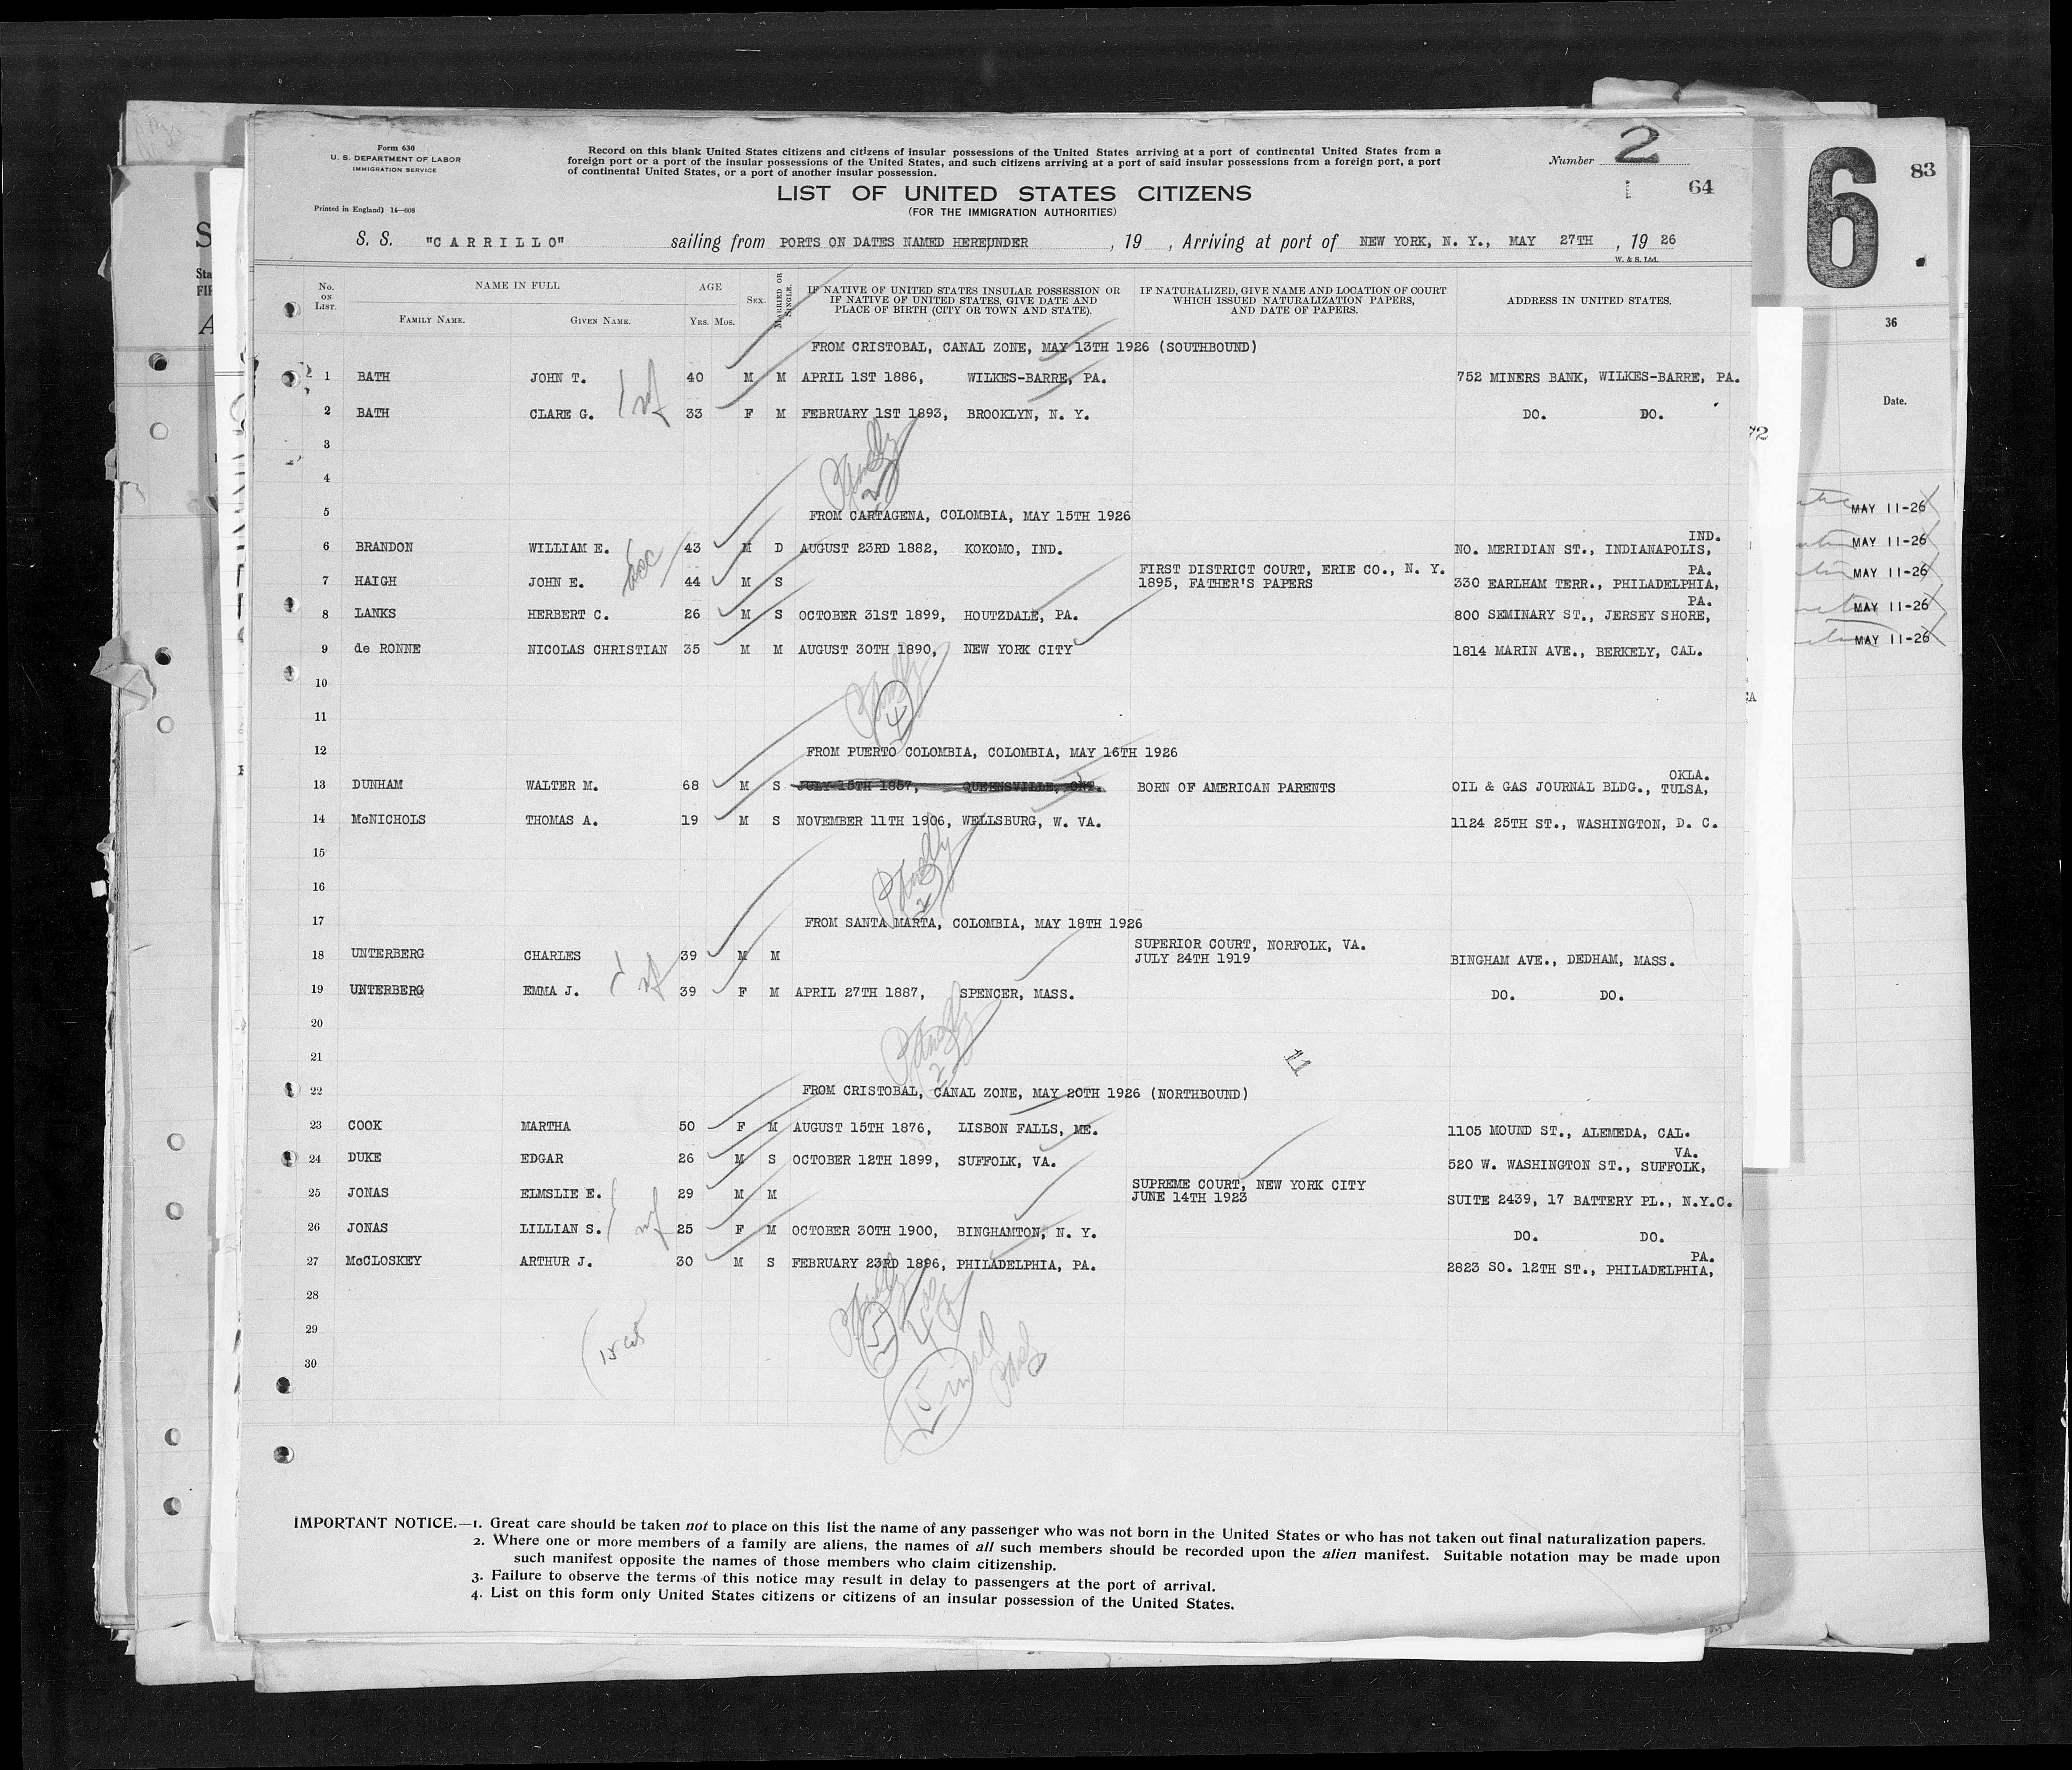 Form 630
U. S. DEPARTMENT OF LABOR
IMMIGRATION SERVICE
Printed in England) 14—608
Record on this blank United States citizens and citizens of insular possessions of the United States arriving at a port of continental United States from a
foreign port or a port of the insular possessions of the United States, and such citizens arriving at a port of said insular possessions from a foreign port, a port
of continental United States, or a port of another insular possession.
Number 2
64
LIST OF UNITED STATES CITIZENS
(FOR THE IMMIGRATION AUTHORITIES)
S. S. "CARRILLO" sailing from PORTS ON DATES NAMED HEREUNDER , 19 , Arriving at port of NEW YORK, N. Y., MAY 27TH , 19 26
W. & S. Ltd.
No. ON LIST. NAME IN FULL AGE SEX. MARRIED OR SINGLE. IF NATIVE OF UNITED STATES INSULAR POSSESSION OR IF NATIVE OF UNITED STATES, GIVE DATE AND PLACE OF BIRTH (CITY OR TOWN AND STATE). IF NATURALIZED, GIVE NAME AND LOCATION OF COURT WHICH ISSUED NATURALIZATION PAPERS, AND DATE OF PAPERS. ADDRESS IN UNITED STATES.
FAMILY NAME. GIVEN NAME. YRS. MOS.
FROM CRISTOBAL, CANAL ZONE, MAY 13TH 1926 (SOUTHBOUND)
1 BATH JOHN T. 40 M M APRIL 1ST 1886, WILKES-BARRE, PA. 752 MINERS BANK, WILKES-BARRE, PA.
2 BATH CLARE G. 33 F M FEBRUARY 1ST 1893, BROOKLYN, N. Y. DO. DO.
3
4
5 FROM CARTAGENA, COLOMBIA, MAY 15TH 1926
6 BRANDON WILLIAM E. 43 M D AUGUST 23RD 1882, KOKOMO, IND. NO. MERIDIAN ST., INDIANAPOLIS, IND.
7 HAIGH JOHN E. 44 M S FIRST DISTRICT COURT, ERIE CO., N. Y. 1895, FATHER'S PAPERS 330 EARLHAM TERR., PHILADELPHIA, PA.
8 LANKS HERBERT C. 26 M S OCTOBER 31ST 1899, HOUTZDALE, PA. 800 SEMINARY ST., JERSEY SHORE, PA.
9 de RONNE NICOLAS CHRISTIAN 35 M M AUGUST 30TH 1890, NEW YORK CITY 1814 MARIN AVE., BERKELY, CAL.
10
4
11
12 FROM PUERTO COLOMBIA, COLOMBIA, MAY 16TH 1926
13 DUNHAM WALTER M. 68 M S JULY 15TH 1857, QUEENSVILLE, ONT. BORN OF AMERICAN PARENTS OIL & GAS JOURNAL BLDG., TULSA, OKLA.
14 McNICHOLS THOMAS A. 19 M S NOVEMBER 11TH 1906, WELLSBURG, W. VA. 1124 25TH ST., WASHINGTON, D. C.
15
16
2
17 FROM SANTA MARTA, COLOMBIA, MAY 18TH 1926
18 UNTERBERG CHARLES 39 M M SUPERIOR COURT, NORFOLK, VA. JULY 24TH 1919 BINGHAM AVE., DEDHAM, MASS.
19 UNTERBERG EMMA J. 39 F M APRIL 27TH 1887, SPENCER, MASS. DO. DO.
20
21
2
11
22 FROM CRISTOBAL, CANAL ZONE, MAY 20TH 1926 (NORTHBOUND)
23 COOK MARTHA 50 F M AUGUST 15TH 1876, LISBON FALLS, ME. 1105 MOUND ST., ALEMEDA, CAL.
24 DUKE EDGAR 26 M S OCTOBER 12TH 1899, SUFFOLK, VA. 520 W. WASHINGTON ST., SUFFOLK, VA.
25 JONAS ELMSLIE E. 29 M M SUPREME COURT, NEW YORK CITY JUNE 14TH 1923 SUITE 2439, 17 BATTERY PL., N.Y.C.
26 JONAS LILLIAN S. 25 F M OCTOBER 30TH 1900, BINGHAMTON, N. Y. DO. DO.
27 McCLOSKEY ARTHUR J. 30 M S FEBRUARY 23RD 1896, PHILADELPHIA, PA. 2823 SO. 12TH ST., PHILADELPHIA, PA.
28
29
5
30
IMPORTANT NOTICE.—1. Great care should be taken not to place on this list the name of any passenger who was not born in the United States or who has not taken out final naturalization papers.
2. Where one or more members of a family are aliens, the names of all such members should be recorded upon the alien manifest. Suitable notation may be made upon
such manifest opposite the names of those members who claim citizenship.
3. Failure to observe the terms of this notice may result in delay to passengers at the port of arrival.
4. List on this form only United States citizens or citizens of an insular possession of the United States.
6
83
36
Date.
72
MAY 11-26
MAY 11-26
MAY 11-26
MAY 11-26
MAY 11-26